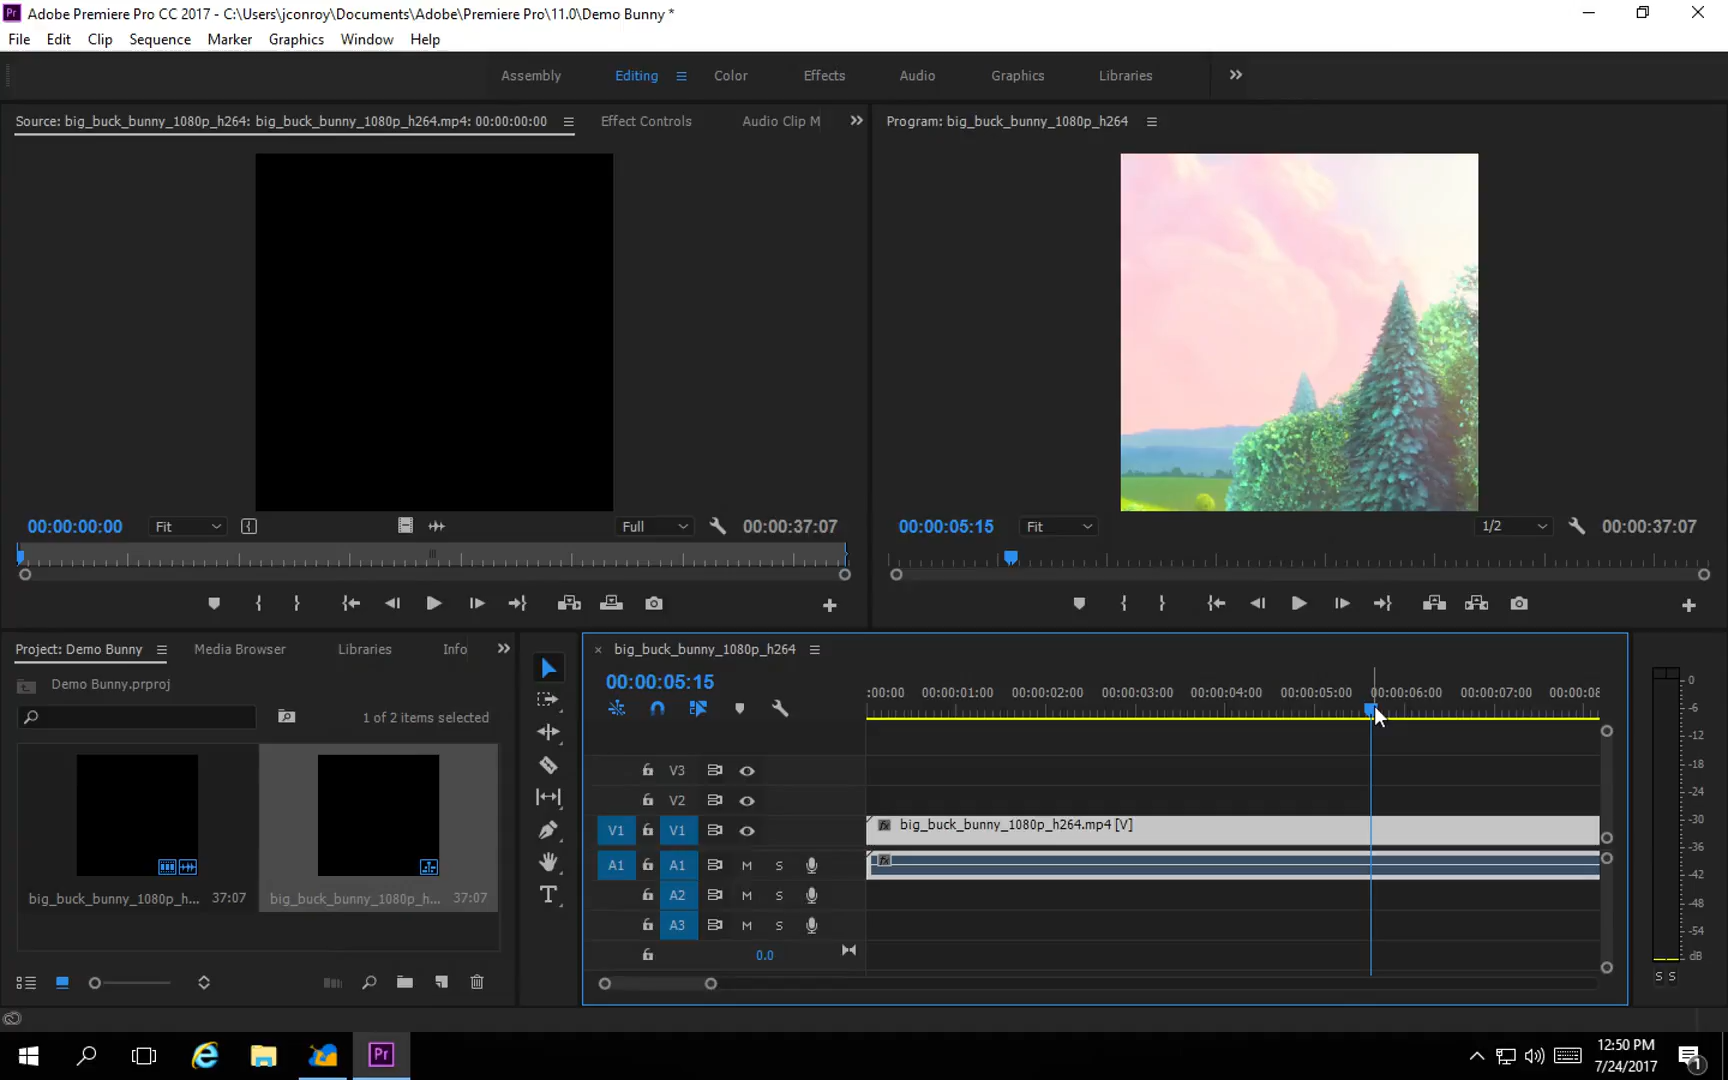 Pr Adobe Premiere Pro CC 2017 - C:\Users\jconroy\Documents\Adobe\Premiere Pro\11.0\Demo Bunny *
File Edit Clip Sequence Marker Graphics Window Help
Assembly Editing Color Effects Audio Graphics Libraries
Source: big_buck_bunny_1080p_h264: big_buck_bunny_1080p_h264.mp4: 00:00:00:00 Effect Controls Audio Clip M
Program: big_buck_bunny_1080p_h264
00:00:00:00 Fit Full 00:00:37:07
00:00:05:15 Fit 1/2 00:00:37:07
Project: Demo Bunny Media Browser Libraries Info
Demo Bunny.prproj
1 of 2 items selected
big_buck_bunny_1080p_h... 37:07
big_buck_bunny_1080p_h... 37:07
big_buck_bunny_1080p_h264
00:00:05:15
:00:00 00:00:01:00 00:00:02:00 00:00:03:00 00:00:04:00 00:00:05:00 00:00:06:00 00:00:07:00 00:00:08
V3
V2
V1 V1 big_buck_bunny_1080p_h264.mp4 [V]
A1 A1 M S
A2 M S
A3 M S
0.0
0
-6
-12
-18
-24
-30
-36
-42
-48
-54
dB
S S
Pr
12:50 PM
7/24/2017
1